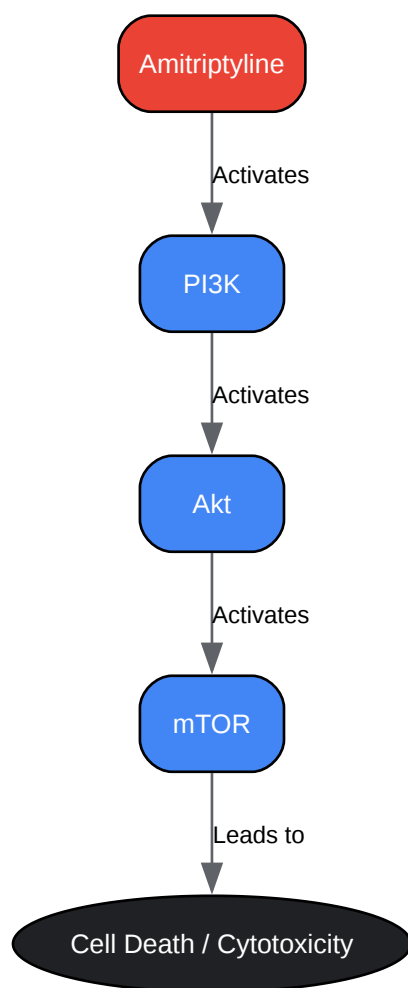 Amitriptyline
Activates
PI3K
Activates
Akt
Activates
mTOR
Leads to
Cell Death / Cytotoxicity